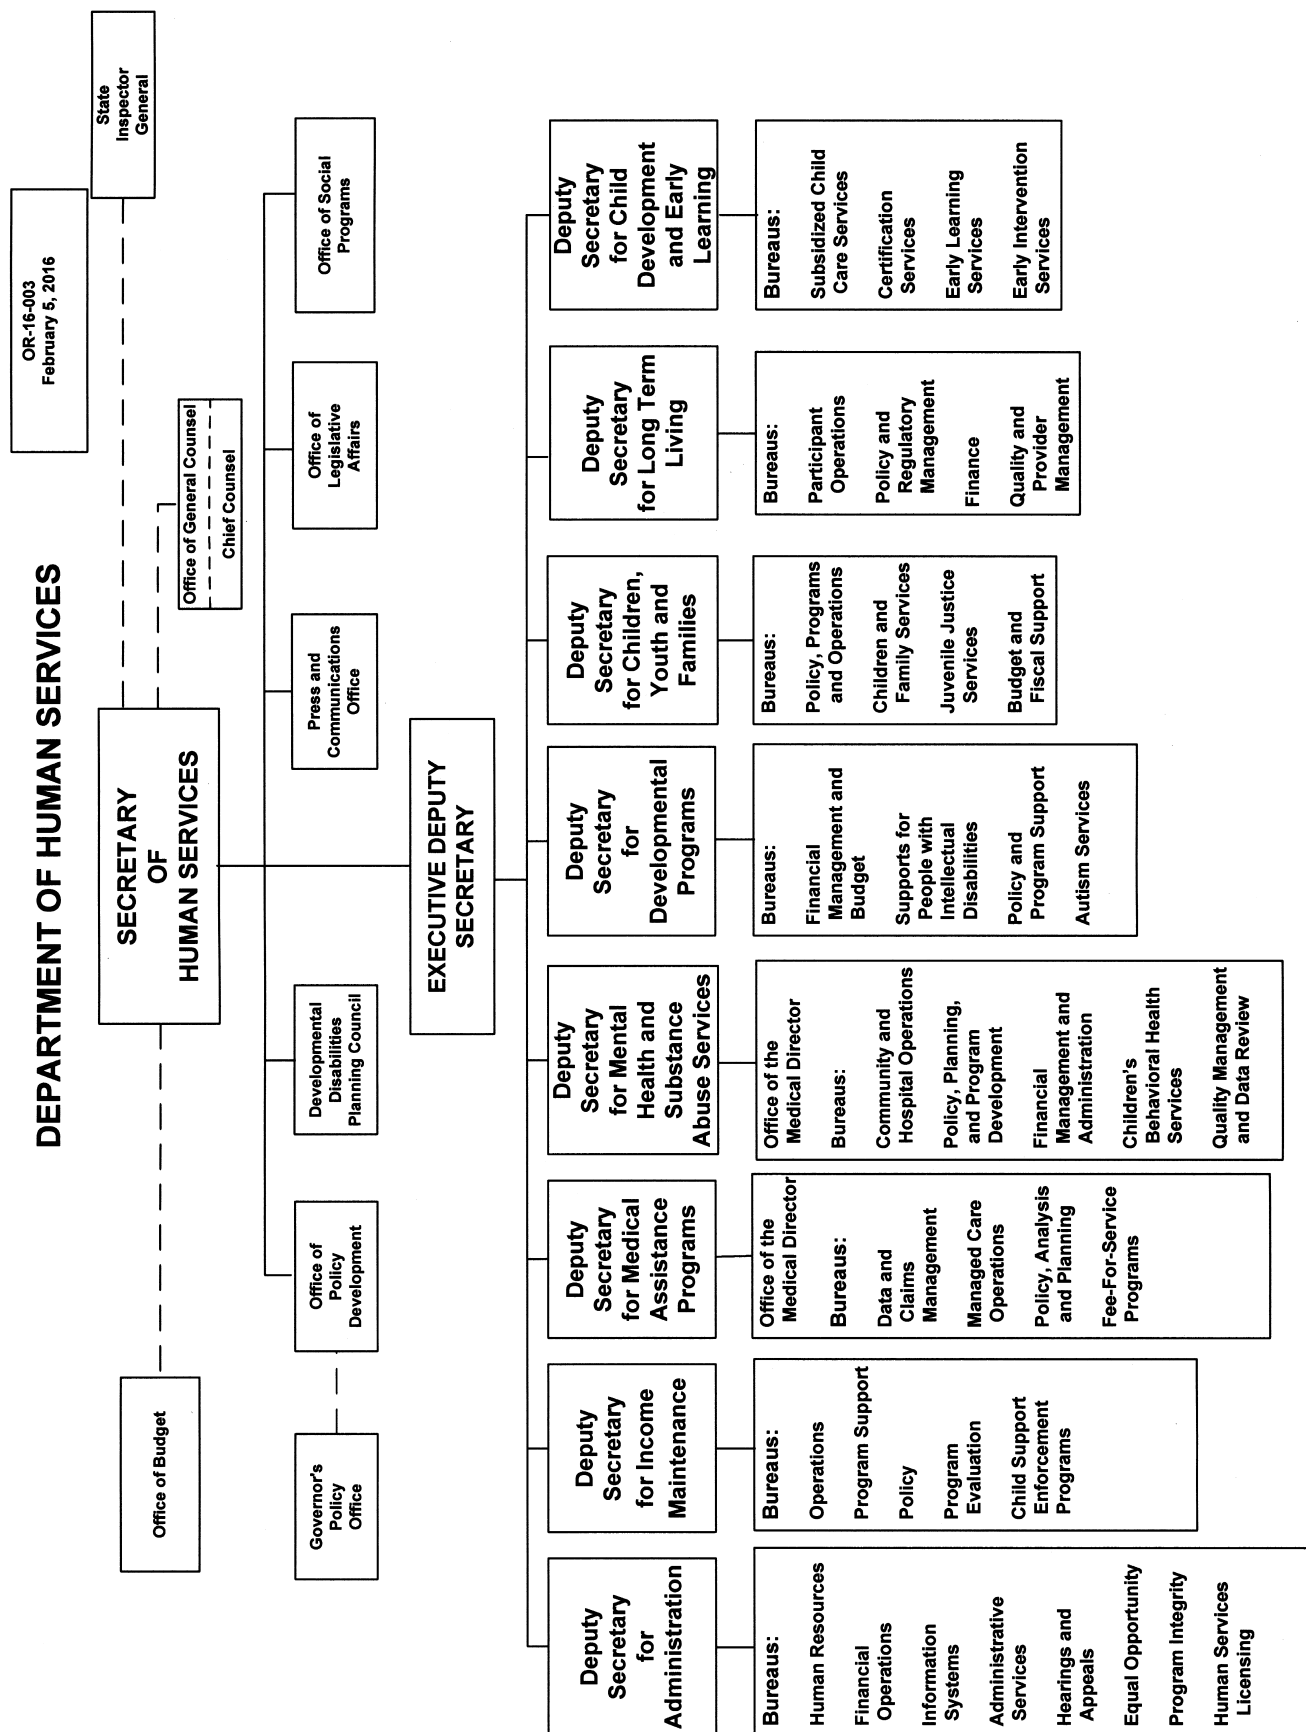 OR-16-003
February 5, 2016
DEPARTMENT OF HUMAN SERVICES
State
Inspector
General
SECRETARY
OF
HUMAN SERVICES
Office of Budget
Office of General Counsel
Chief Counsel
Governor's
Policy
Office
Office of
Policy
Development
Developmental
Disabilities
Planning Council
Press and
Communications
Office
Office of
Legislative
Affairs
Office of Social
Programs
EXECUTIVE DEPUTY
SECRETARY
Deputy
Secretary
for
Administration
Bureaus:
Human Resources
Financial
Operations
Information
Systems
Administrative
Services
Hearings and
Appeals
Equal Opportunity
Program Integrity
Human Services
Licensing
Deputy
Secretary
for Income
Maintenance
Bureaus:
Operations
Program Support
Policy
Program
Evaluation
Child Support
Enforcement
Programs
Deputy
Secretary
for Medical
Assistance
Programs
Office of the
Medical Director
Bureaus:
Data and
Claims
Management
Managed Care
Operations
Policy, Analysis
and Planning
Fee-For-Service
Programs
Deputy
Secretary
for Mental
Health and
Substance
Abuse Services
Office of the
Medical Director
Bureaus:
Community and
Hospital Operations
Policy, Planning,
and Program
Development
Financial
Management and
Administration
Children's
Behavioral Health
Services
Quality Management
and Data Review
Deputy
Secretary
for
Developmental
Programs
Bureaus:
Financial
Management and
Budget
Supports for
People with
Intellectual
Disabilities
Policy and
Program Support
Autism Services
Deputy
Secretary
for Children,
Youth and
Families
Bureaus:
Policy, Programs
and Operations
Children and
Family Services
Juvenile Justice
Services
Budget and
Fiscal Support
Deputy
Secretary
for Long Term
Living
Bureaus:
Participant
Operations
Policy and
Regulatory
Management
Finance
Quality and
Provider
Management
Deputy
Secretary
for Child
Development
and Early
Learning
Bureaus:
Subsidized Child
Care Services
Certification
Services
Early Learning
Services
Early Intervention
Services